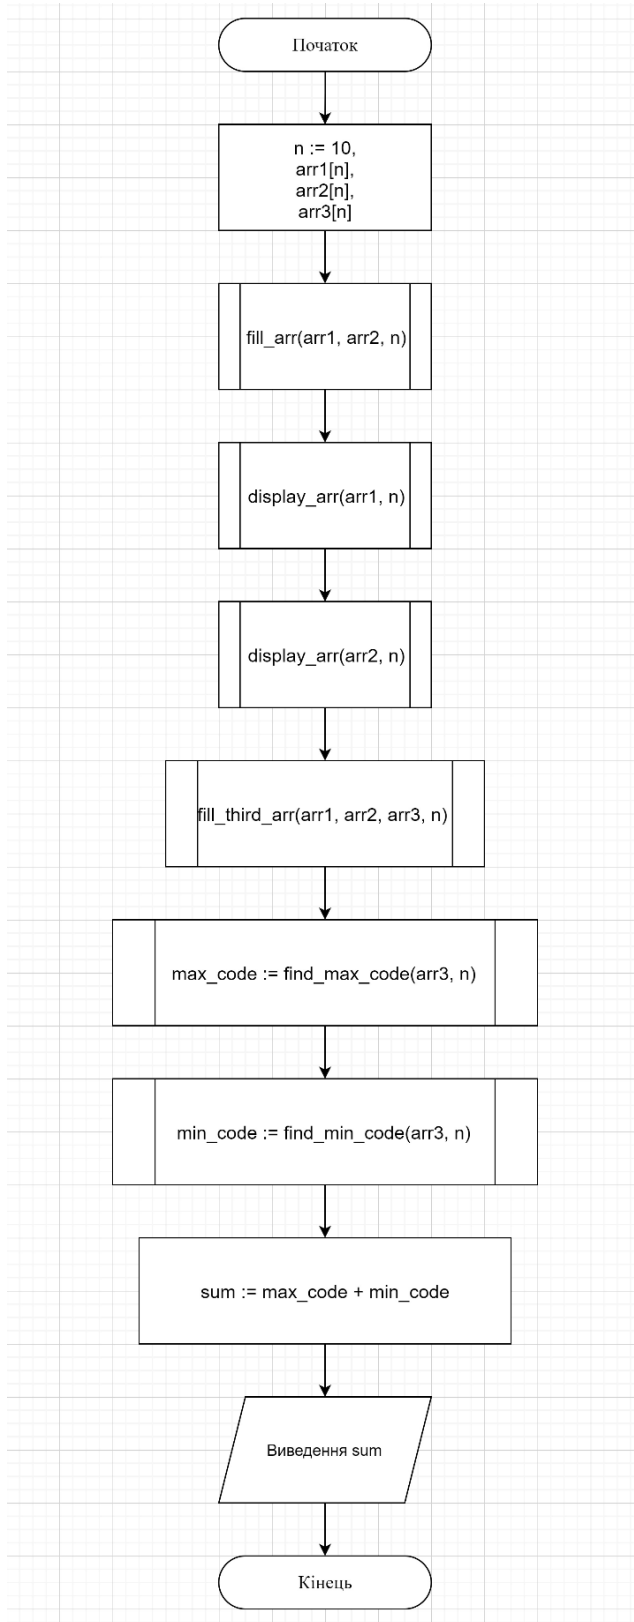 Початок
n := 10,
arr1[n],
arr2[n],
arr3[n]
fill_arr(arr1, arr2, n)
display_arr(arr1, n)
display_arr(arr2, n)
fill_third_arr(arr1, arr2, arr3, n)
max_code := find_max_code(arr3, n)
min_code := find_min_code(arr3, n)
sum := max_code + min_code
Виведення sum
Кінець